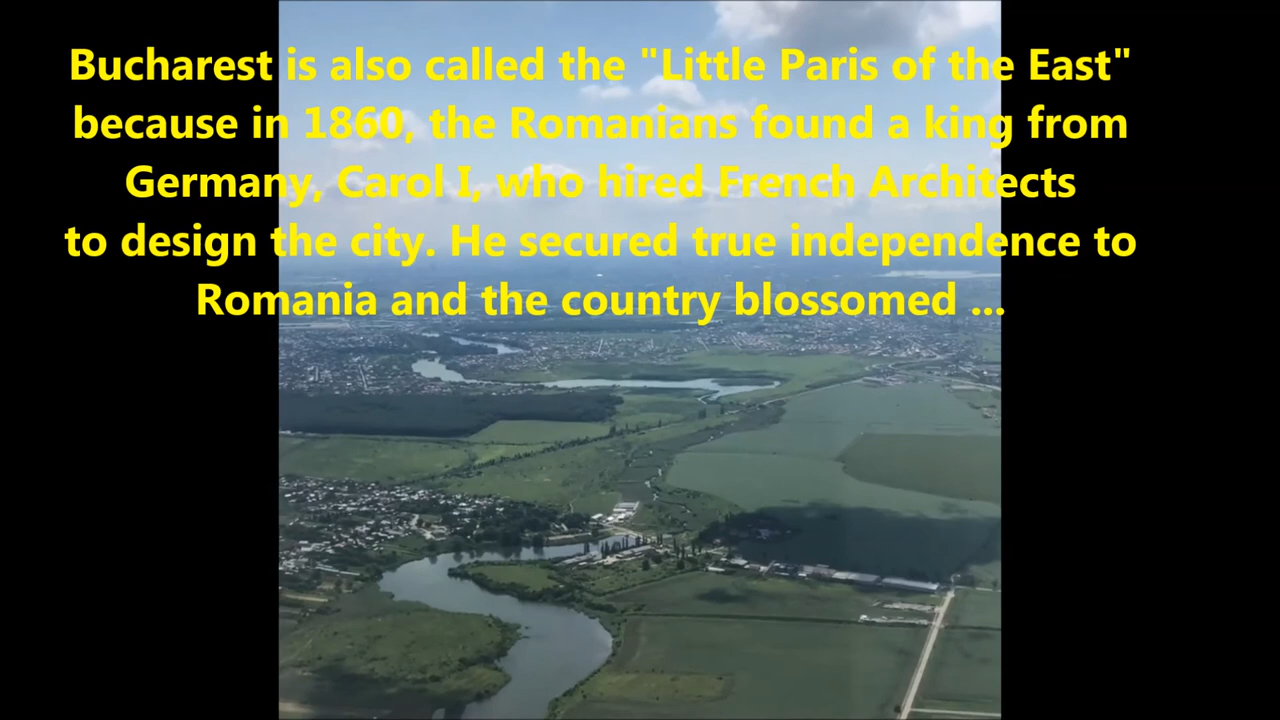 Bucharest is also called the "Little Paris of the East"
because in 1860, the Romanians found a king from
Germany, Carol I, who hired French Architects
to design the city. He secured true independence to
Romania and the country blossomed ...